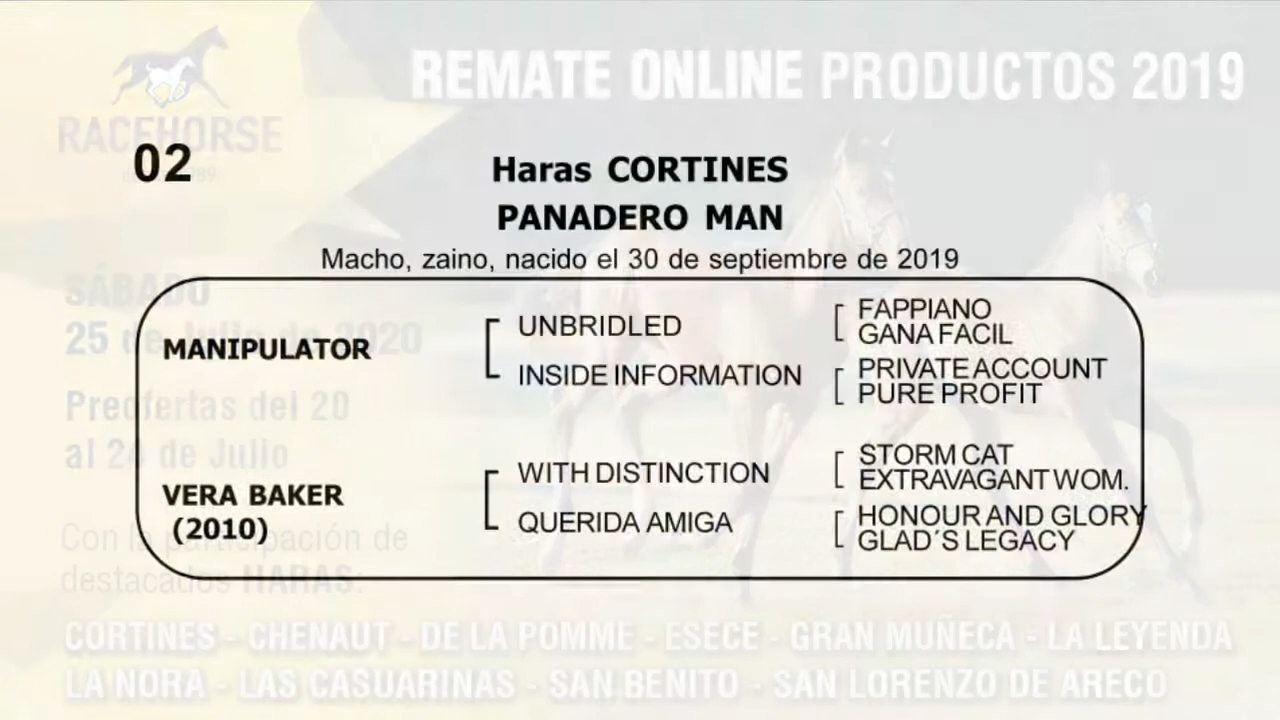 REMATE ONLINE PRODUCTOS 2019
RACEHORSE
02
Haras CORTINES
PANADERO MAN
Macho, zaino, nacido el 30 de septiembre de 2019
SÁBADO
25 de Julio de 2020
Preofertas del 20
al 24 de Julio
MANIPULATOR
UNBRIDLED
INSIDE INFORMATION
FAPPIANO
GANA FACIL
PRIVATE ACCOUNT
PURE PROFIT
VERA BAKER
(2010)
WITH DISTINCTION
QUERIDA AMIGA
STORM CAT
EXTRAVAGANT WOM.
HONOUR AND GLORY
GLAD´S LEGACY
Con la participación de
destacados HARAS:
CORTINES - CHENAUT - DE LA POMME - ESECE - GRAN MUÑECA - LA LEYENDA
LA NORA - LAS CASUARINAS - SAN BENITO - SAN LORENZO DE ARECO